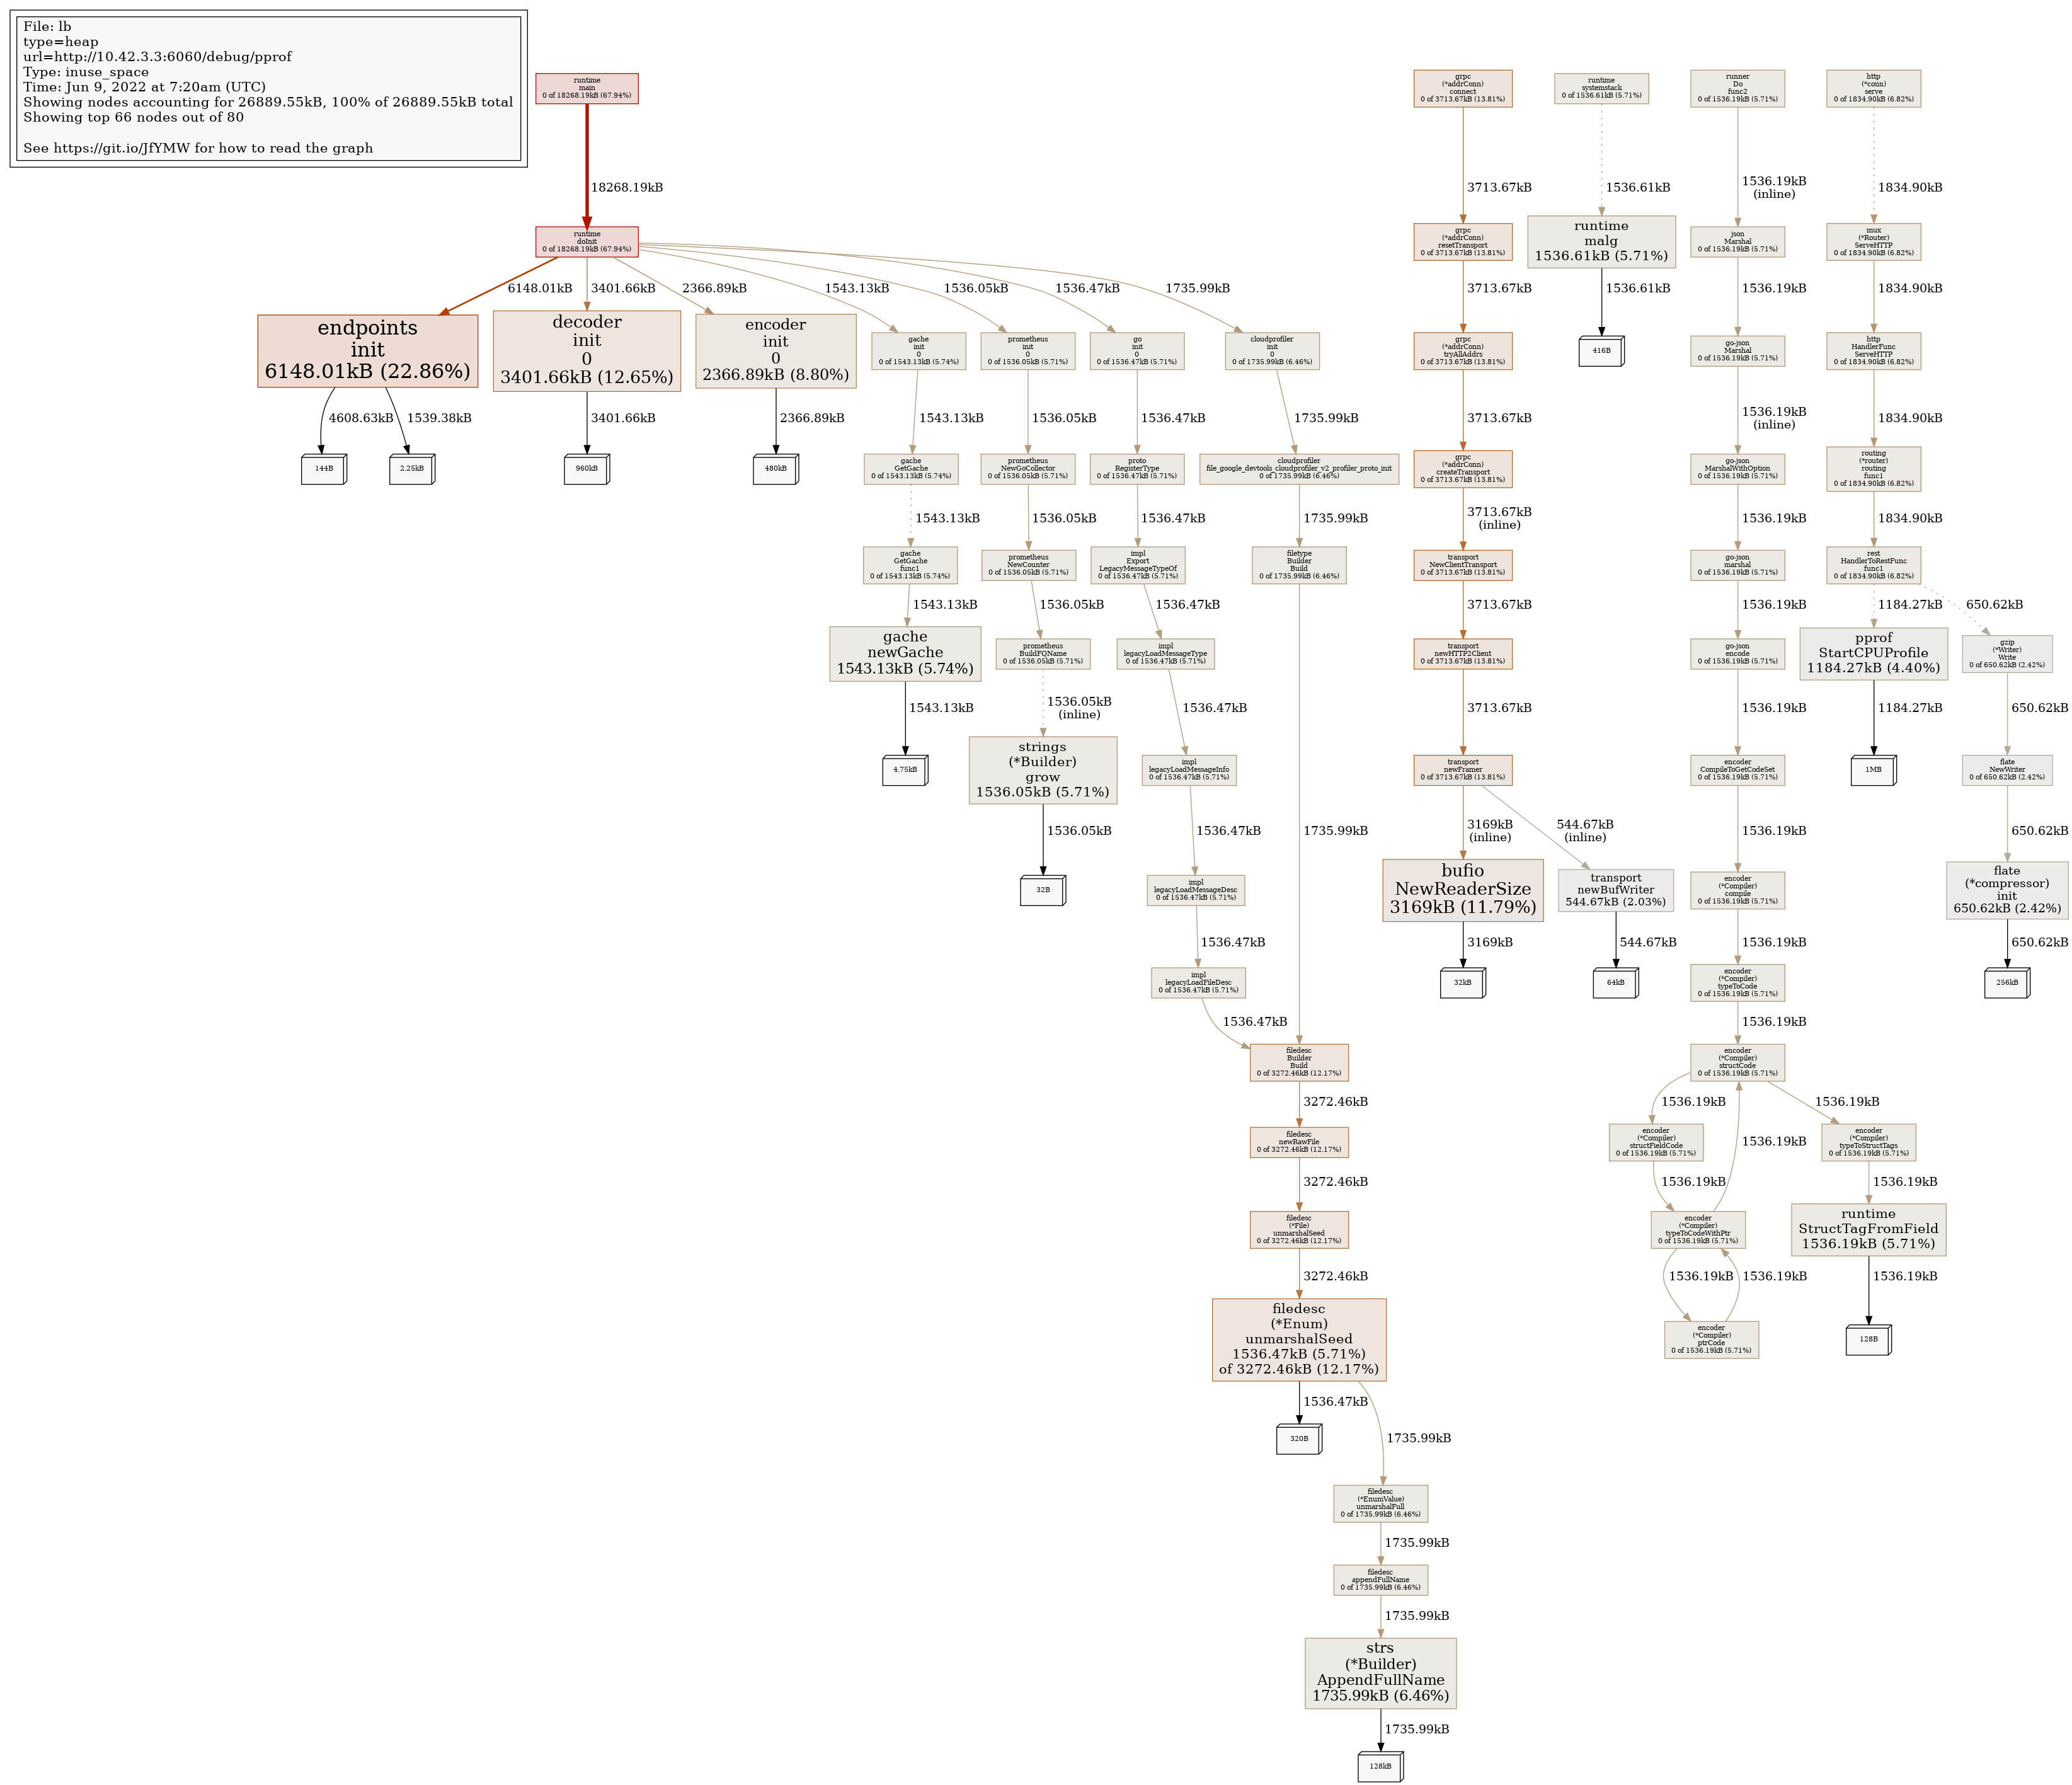 File: lb
type=heap
url=http://10.42.3.3:6060/debug/pprof
Type: inuse_space
Time: Jun 9, 2022 at 7:20am (UTC)
Showing nodes accounting for 26889.55kB, 100% of 26889.55kB total
Showing top 66 nodes out of 80
See https://git.io/JfYMW for how to read the graph
runtime
main
0 of 18268.19kB (67.94%)
18268.19kB
runtime
doInit
0 of 18268.19kB (67.94%)
6148.01kB
3401.66kB
2366.89kB
1543.13kB
1536.05kB
1536.47kB
1735.99kB
endpoints
init
6148.01kB (22.86%)
4608.63kB
1539.38kB
144B
2.25kB
decoder
init
0
3401.66kB (12.65%)
3401.66kB
960kB
encoder
init
0
2366.89kB (8.80%)
2366.89kB
480kB
gache
init
0
0 of 1543.13kB (5.74%)
1543.13kB
gache
GetGache
0 of 1543.13kB (5.74%)
1543.13kB
gache
GetGache
func1
0 of 1543.13kB (5.74%)
1543.13kB
gache
newGache
1543.13kB (5.74%)
1543.13kB
4.75kB
prometheus
init
0
0 of 1536.05kB (5.71%)
1536.05kB
prometheus
NewGoCollector
0 of 1536.05kB (5.71%)
1536.05kB
prometheus
NewCounter
0 of 1536.05kB (5.71%)
1536.05kB
prometheus
BuildFQName
0 of 1536.05kB (5.71%)
1536.05kB
(inline)
strings
(*Builder)
grow
1536.05kB (5.71%)
1536.05kB
32B
go
init
0
0 of 1536.47kB (5.71%)
1536.47kB
proto
RegisterType
0 of 1536.47kB (5.71%)
1536.47kB
impl
Export
LegacyMessageTypeOf
0 of 1536.47kB (5.71%)
1536.47kB
impl
legacyLoadMessageType
0 of 1536.47kB (5.71%)
1536.47kB
impl
legacyLoadMessageInfo
0 of 1536.47kB (5.71%)
1536.47kB
impl
legacyLoadMessageDesc
0 of 1536.47kB (5.71%)
1536.47kB
impl
legacyLoadFileDesc
0 of 1536.47kB (5.71%)
1536.47kB
cloudprofiler
init
0
0 of 1735.99kB (6.46%)
1735.99kB
cloudprofiler
file_google_devtools_cloudprofiler_v2_profiler_proto_init
0 of 1735.99kB (6.46%)
1735.99kB
filetype
Builder
Build
0 of 1735.99kB (6.46%)
1735.99kB
filedesc
Builder
Build
0 of 3272.46kB (12.17%)
3272.46kB
filedesc
newRawFile
0 of 3272.46kB (12.17%)
3272.46kB
filedesc
(*File)
unmarshalSeed
0 of 3272.46kB (12.17%)
3272.46kB
filedesc
(*Enum)
unmarshalSeed
1536.47kB (5.71%)
of 3272.46kB (12.17%)
1536.47kB
320B
1735.99kB
filedesc
(*EnumValue)
unmarshalFull
0 of 1735.99kB (6.46%)
1735.99kB
filedesc
appendFullName
0 of 1735.99kB (6.46%)
1735.99kB
strs
(*Builder)
AppendFullName
1735.99kB (6.46%)
1735.99kB
128kB
grpc
(*addrConn)
connect
0 of 3713.67kB (13.81%)
3713.67kB
grpc
(*addrConn)
resetTransport
0 of 3713.67kB (13.81%)
3713.67kB
grpc
(*addrConn)
tryAllAddrs
0 of 3713.67kB (13.81%)
3713.67kB
grpc
(*addrConn)
createTransport
0 of 3713.67kB (13.81%)
3713.67kB
(inline)
transport
NewClientTransport
0 of 3713.67kB (13.81%)
3713.67kB
transport
newHTTP2Client
0 of 3713.67kB (13.81%)
3713.67kB
transport
newFramer
0 of 3713.67kB (13.81%)
3169kB
(inline)
544.67kB
(inline)
bufio
NewReaderSize
3169kB (11.79%)
3169kB
32kB
transport
newBufWriter
544.67kB (2.03%)
544.67kB
64kB
runtime
systemstack
0 of 1536.61kB (5.71%)
1536.61kB
runtime
malg
1536.61kB (5.71%)
1536.61kB
416B
runner
Do
func2
0 of 1536.19kB (5.71%)
1536.19kB
(inline)
json
Marshal
0 of 1536.19kB (5.71%)
1536.19kB
go-json
Marshal
0 of 1536.19kB (5.71%)
1536.19kB
(inline)
go-json
MarshalWithOption
0 of 1536.19kB (5.71%)
1536.19kB
go-json
marshal
0 of 1536.19kB (5.71%)
1536.19kB
go-json
encode
0 of 1536.19kB (5.71%)
1536.19kB
encoder
CompileToGetCodeSet
0 of 1536.19kB (5.71%)
1536.19kB
encoder
(*Compiler)
compile
0 of 1536.19kB (5.71%)
1536.19kB
encoder
(*Compiler)
typeToCode
0 of 1536.19kB (5.71%)
1536.19kB
encoder
(*Compiler)
structCode
0 of 1536.19kB (5.71%)
1536.19kB
1536.19kB
1536.19kB
encoder
(*Compiler)
structFieldCode
0 of 1536.19kB (5.71%)
1536.19kB
encoder
(*Compiler)
typeToCodeWithPtr
0 of 1536.19kB (5.71%)
1536.19kB
1536.19kB
encoder
(*Compiler)
ptrCode
0 of 1536.19kB (5.71%)
encoder
(*Compiler)
typeToStructTags
0 of 1536.19kB (5.71%)
1536.19kB
runtime
StructTagFromField
1536.19kB (5.71%)
1536.19kB
128B
http
(*conn)
serve
0 of 1834.90kB (6.82%)
1834.90kB
mux
(*Router)
ServeHTTP
0 of 1834.90kB (6.82%)
1834.90kB
http
HandlerFunc
ServeHTTP
0 of 1834.90kB (6.82%)
1834.90kB
routing
(*router)
routing
func1
0 of 1834.90kB (6.82%)
1834.90kB
rest
HandlerToRestFunc
func1
0 of 1834.90kB (6.82%)
1184.27kB
650.62kB
pprof
StartCPUProfile
1184.27kB (4.40%)
1184.27kB
1MB
gzip
(*Writer)
Write
0 of 650.62kB (2.42%)
650.62kB
flate
NewWriter
0 of 650.62kB (2.42%)
650.62kB
flate
(*compressor)
init
650.62kB (2.42%)
650.62kB
256kB